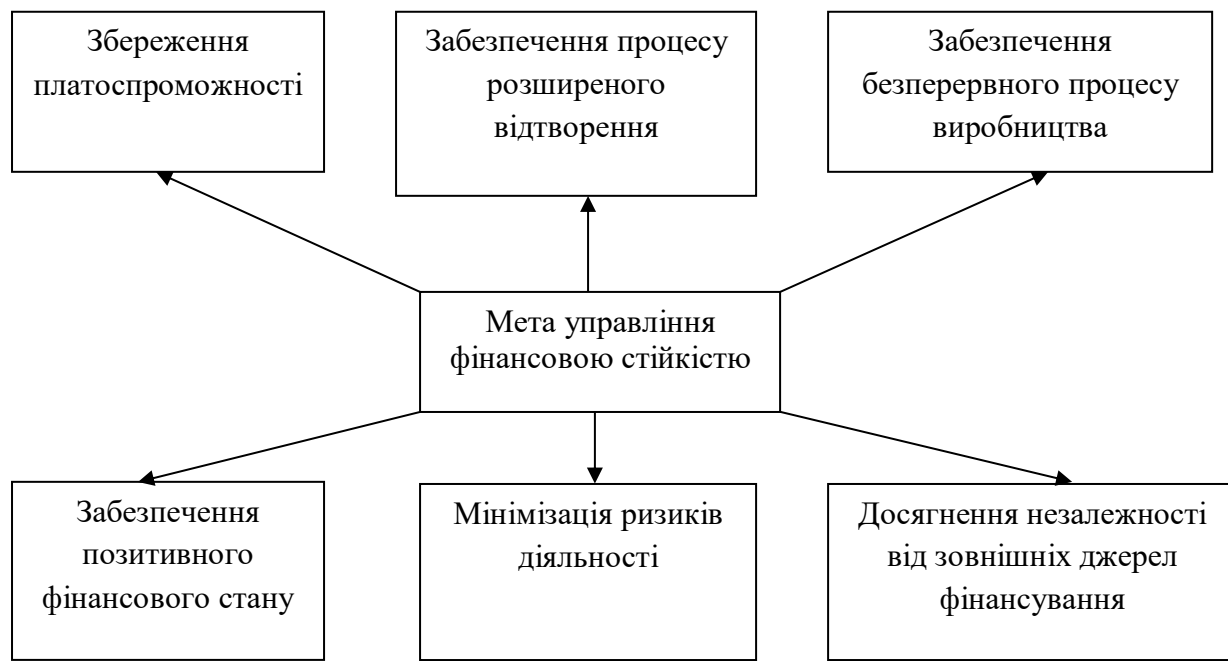 Збереження
платоспроможності
Забезпечення процесу
розширеного
відтворення
Забезпечення
безперервного процесу
виробництва
Мета управління
фінансовою стійкістю
Забезпечення
позитивного
фінансового стану
Мінімізація ризиків
діяльності
Досягнення незалежності
від зовнішніх джерел
фінансування